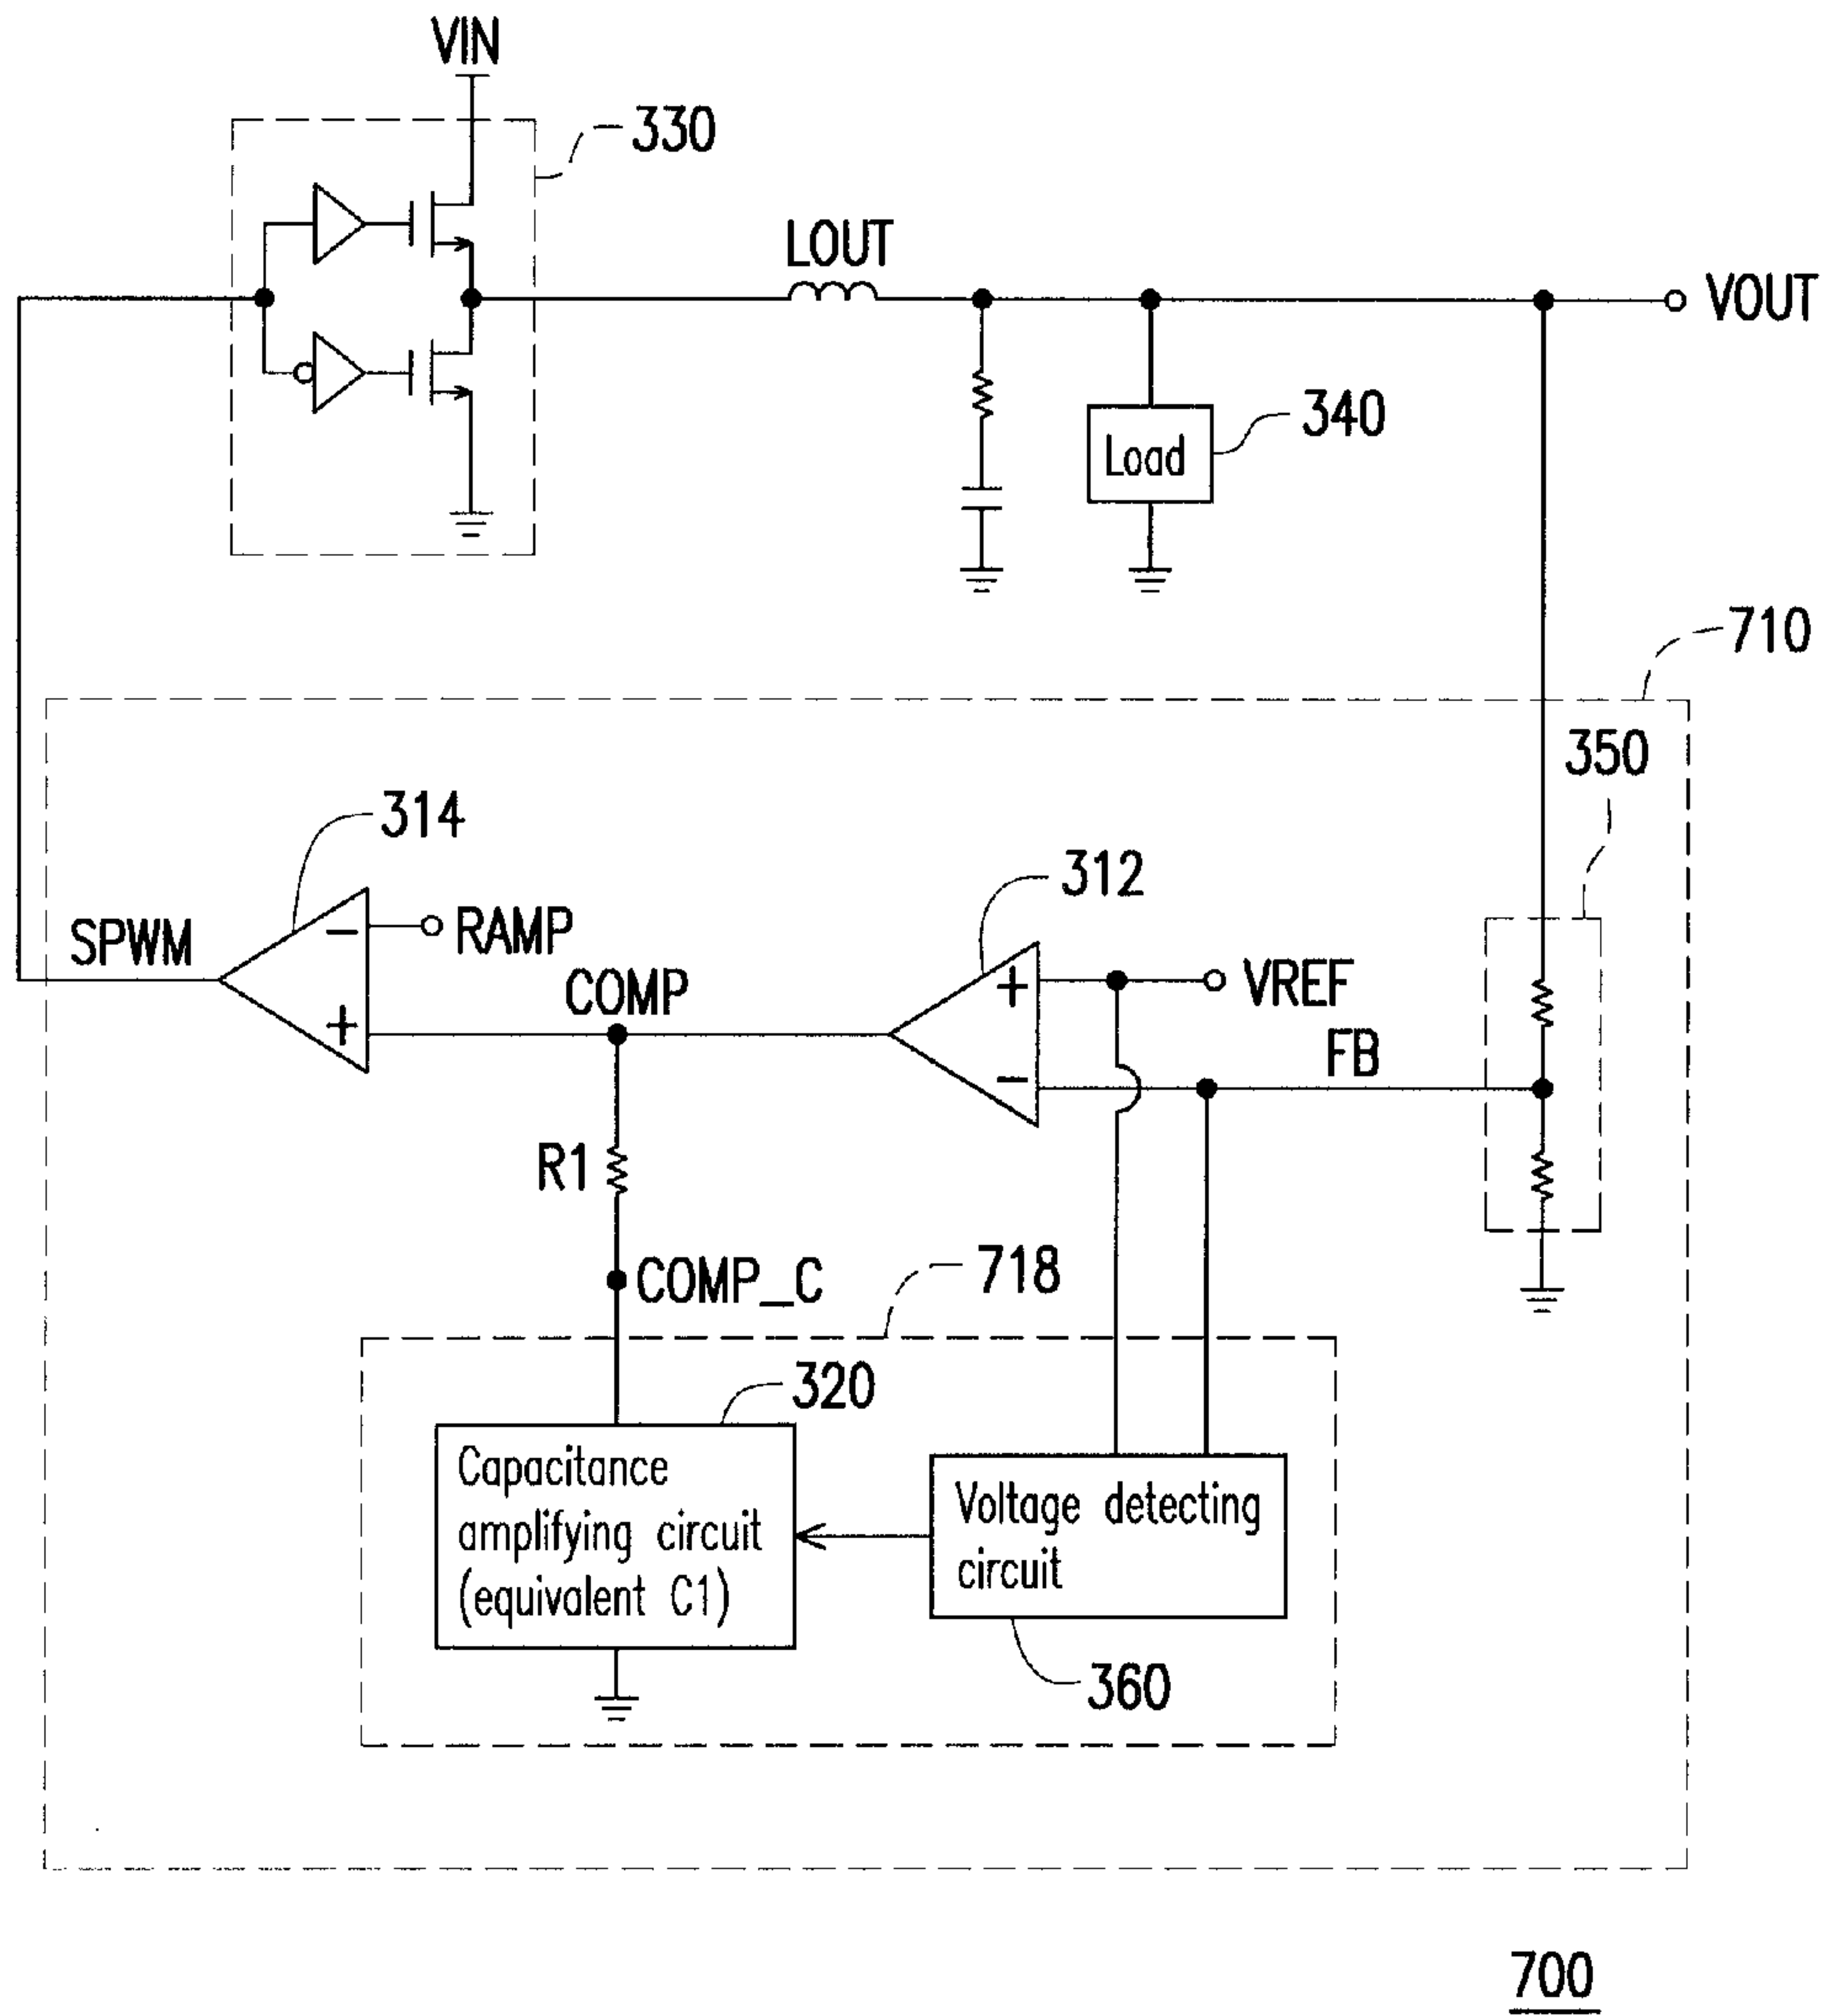 VIN
330
LOUT
VOUT
340
Load
710
350
314
312
SPWM
− RAMP
COMP
+ VREF
+
− FB
R1
COMP_C
718
320
Capacitance
amplifying circuit
(equivalent C1)
Voltage detecting
circuit
360
700